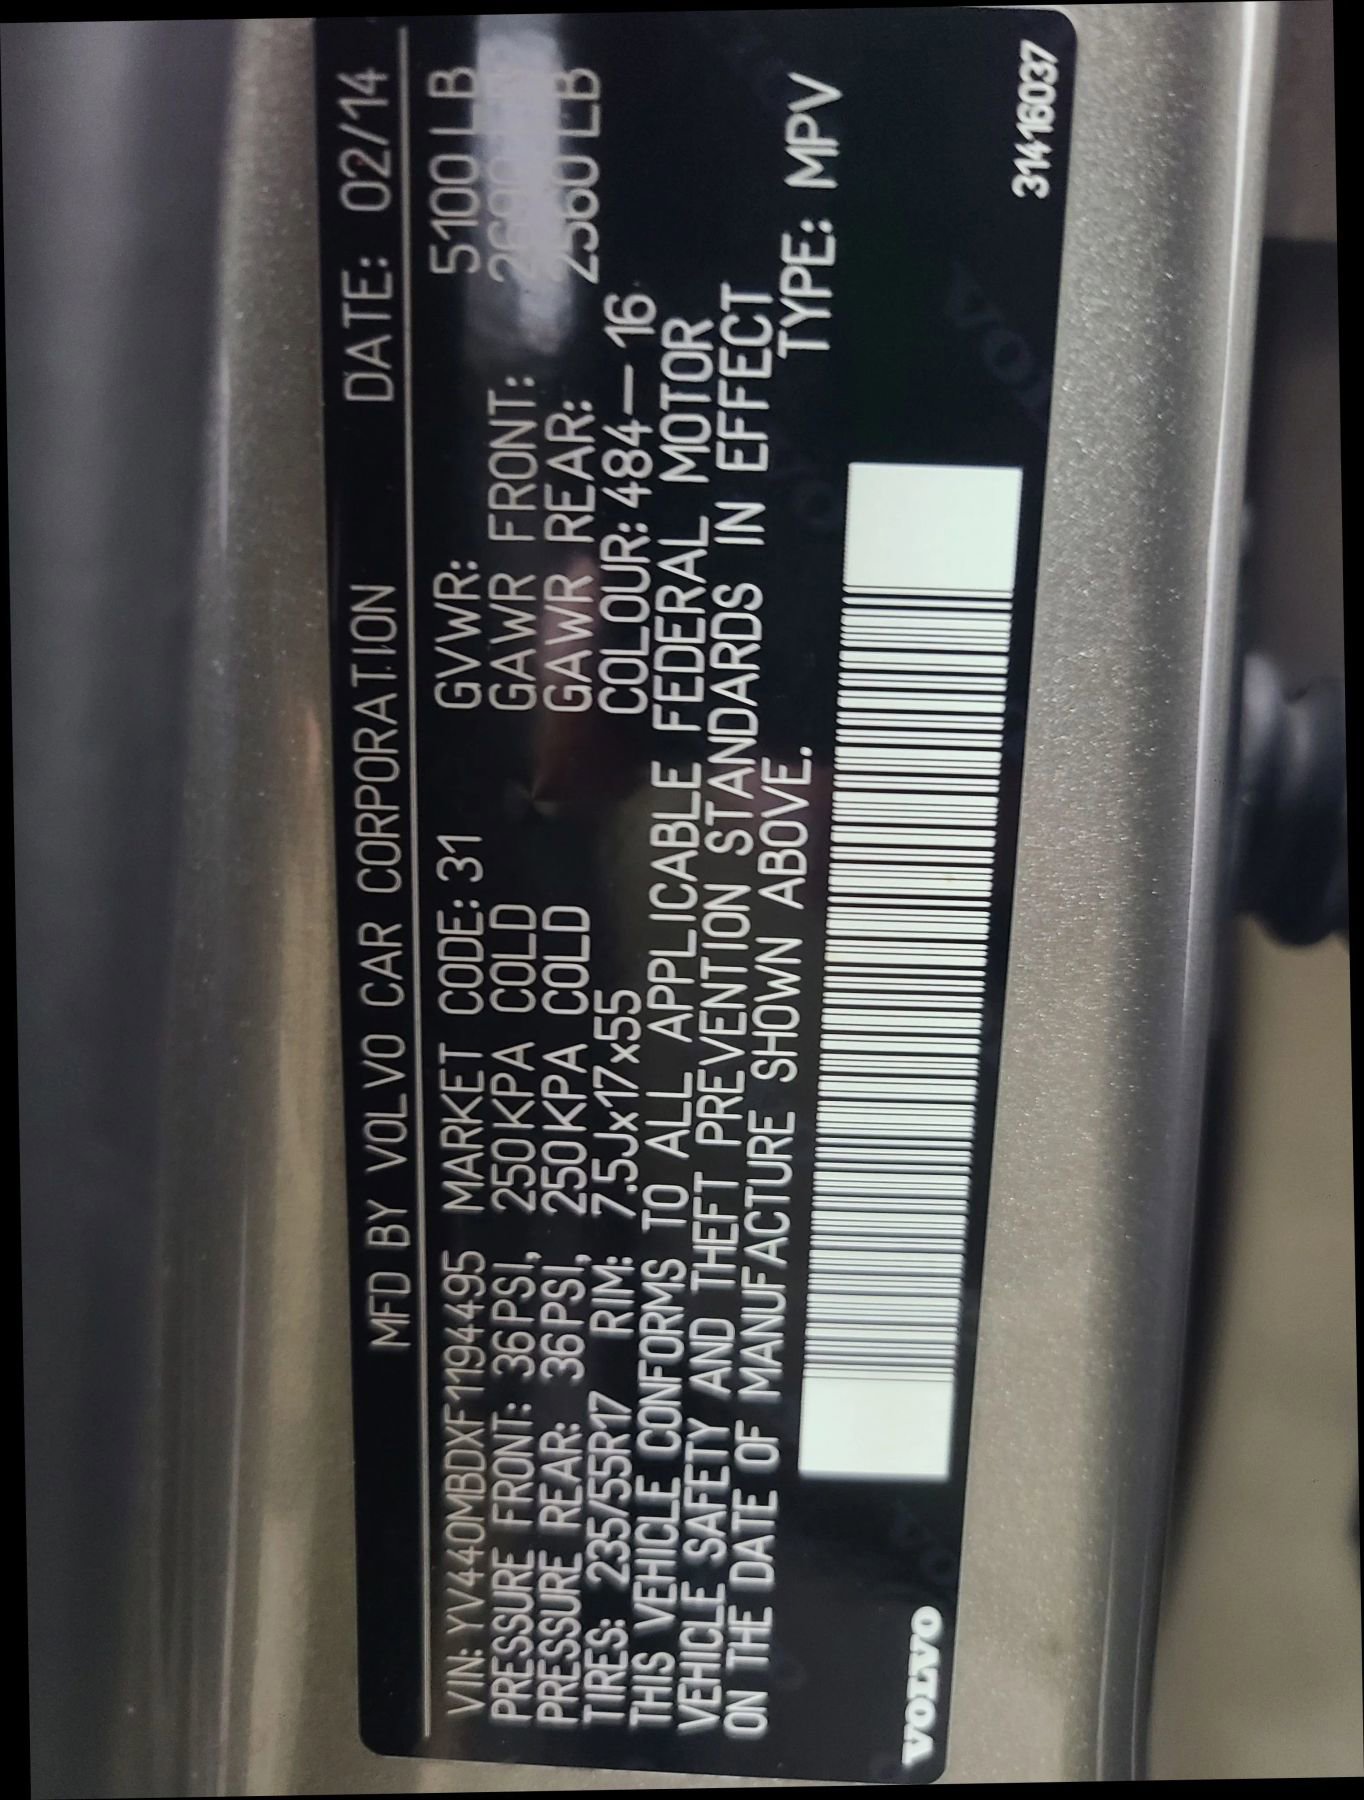 MFD BY VOLVO CAR CORPORATION DATE: 02/14
VIN: YV440MBDXF1194495 MARKET CODE: 31 GVWR: 5100 LB
PRESSURE FRONT: 36PSI, 250KPA COLD GAWR FRONT:
PRESSURE REAR: 36PSI, 250KPA COLD GAWR REAR: 2560 LB
TIRES: 235/55R17 RIM: 7.5Jx17x55 COLOUR: 484-16
THIS VEHICLE CONFORMS TO ALL APPLICABLE FEDERAL MOTOR
VEHICLE SAFETY AND THEFT PREVENTION STANDARDS IN EFFECT
ON THE DATE OF MANUFACTURE SHOWN ABOVE. TYPE: MPV
VOLVO 31416037